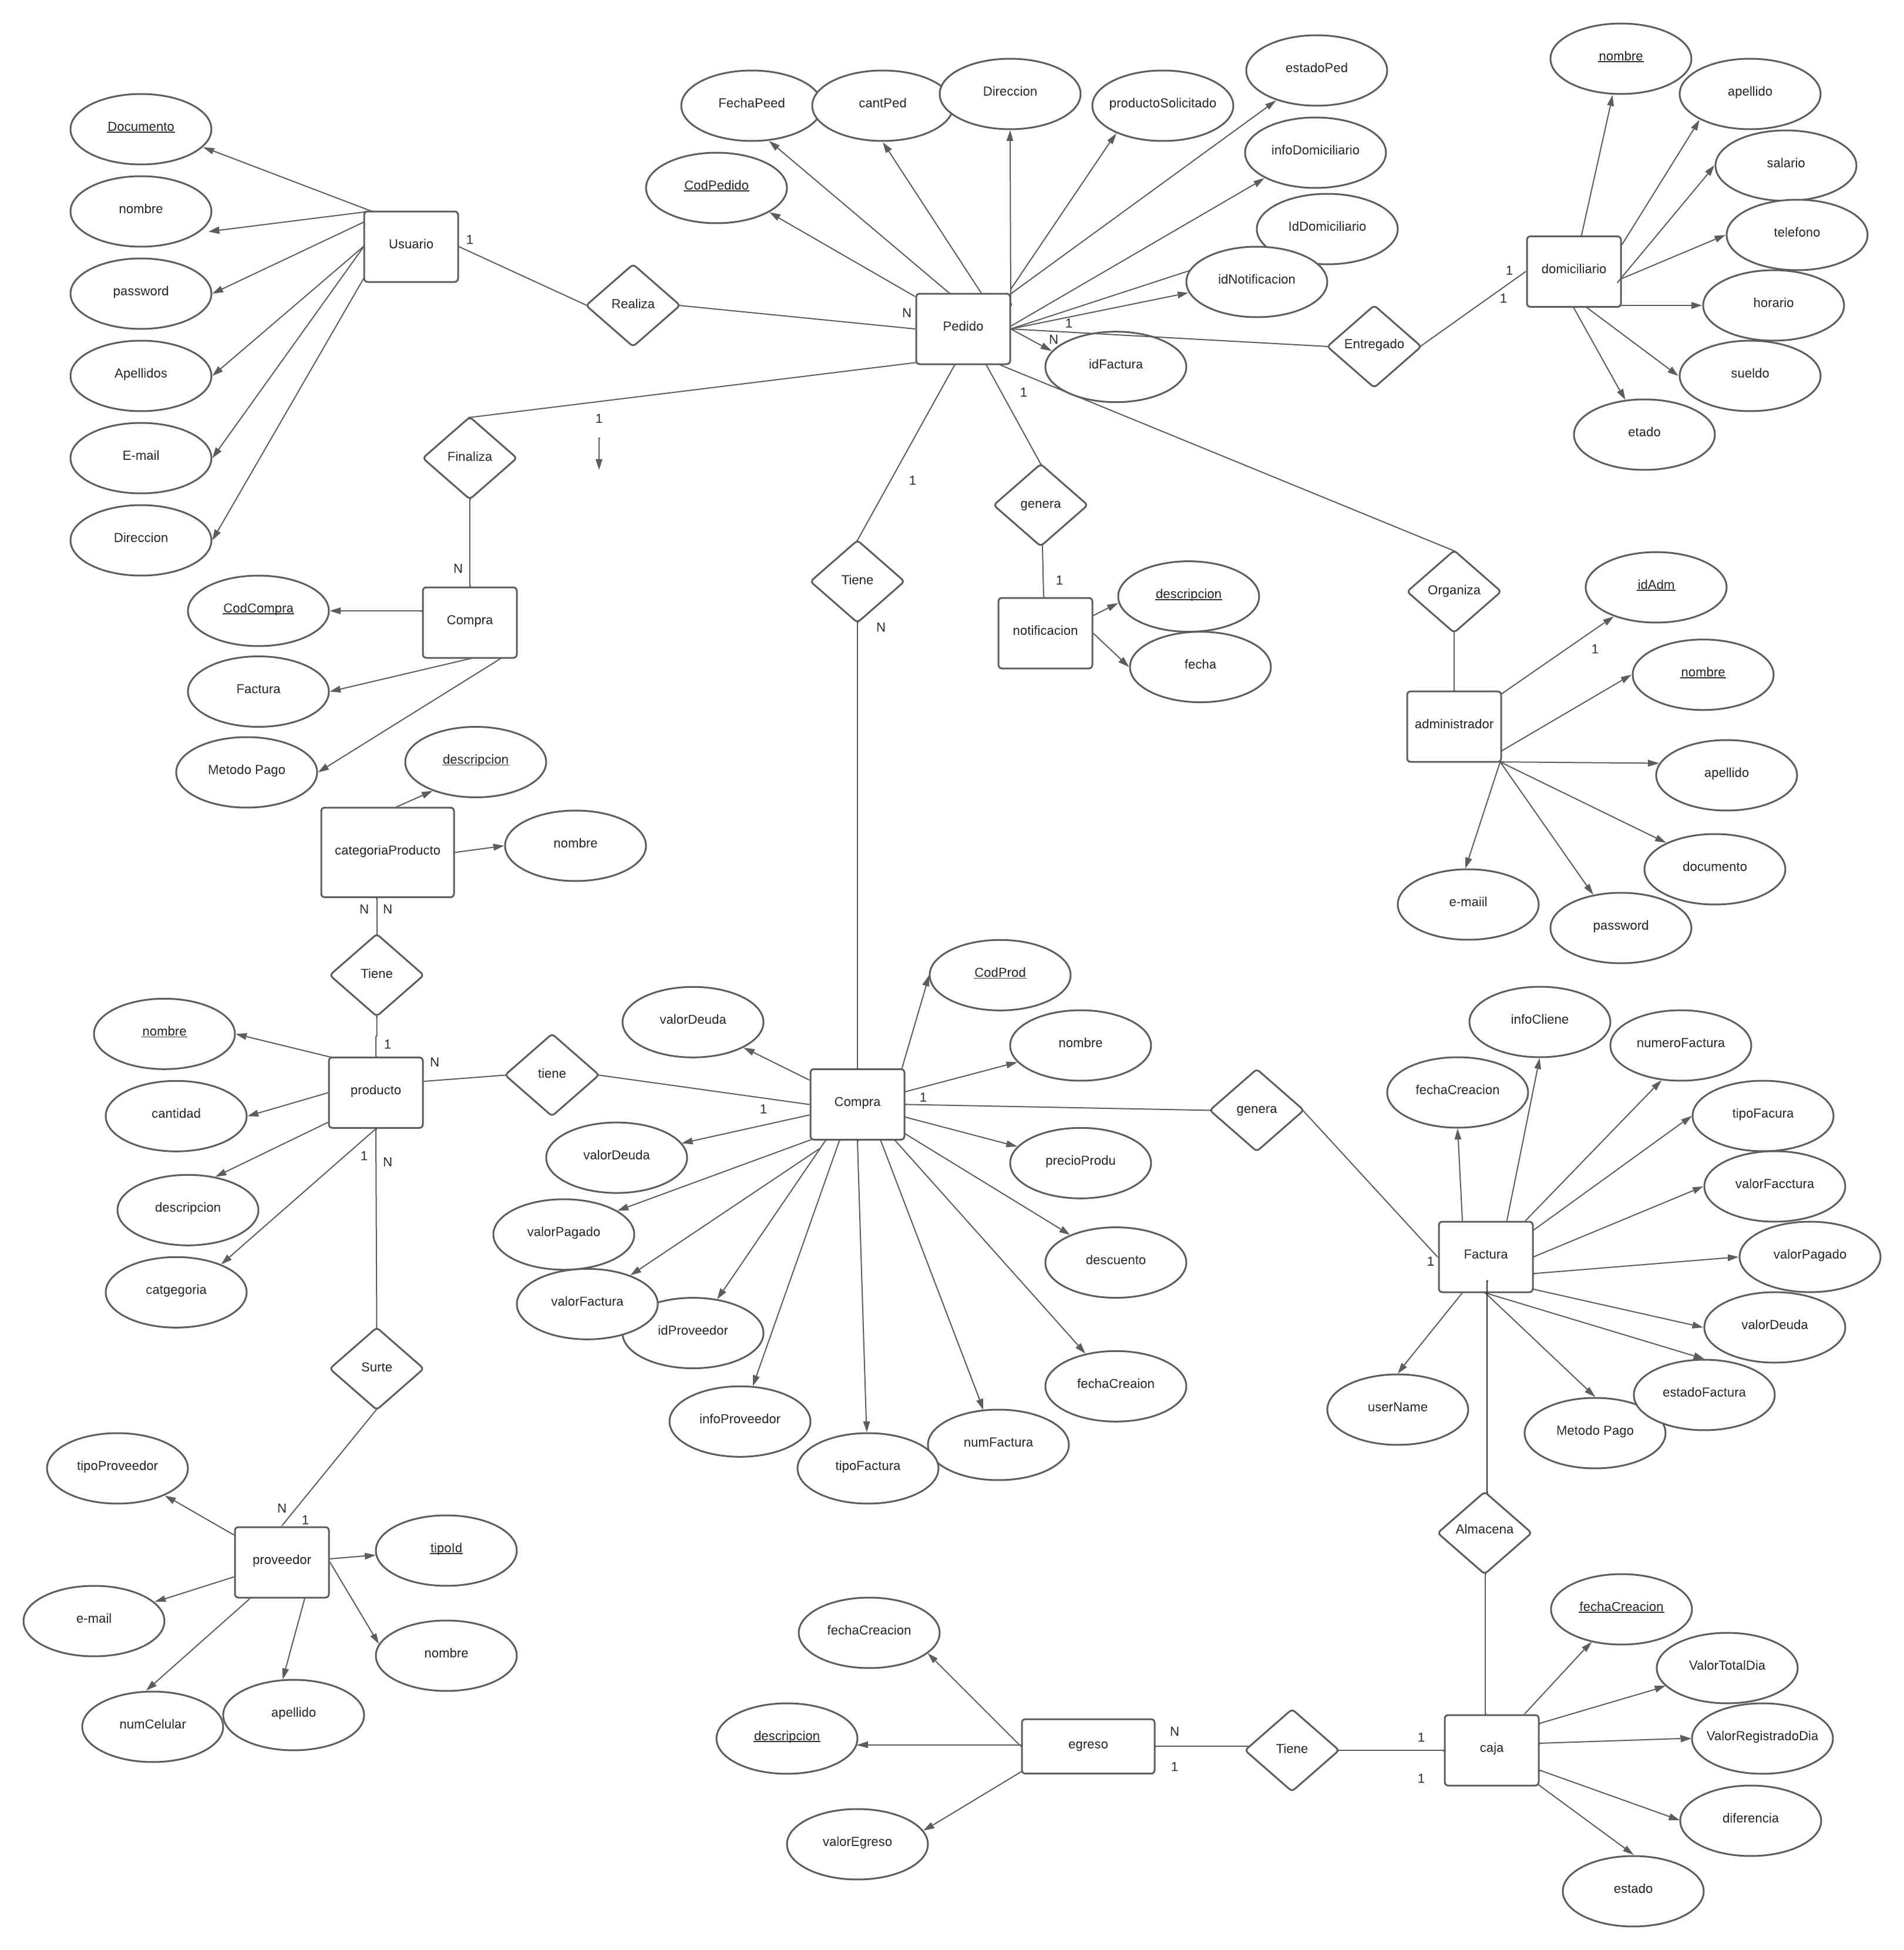 nombre
estadoPed
apellido
FechaPeed
cantPed
Direccion
productoSolicitado
Documento
infoDomiciliario
salario
CodPedido
nombre
IdDomiciliario
telefono
Usuario
1
domiciliario
1
idNotificacion
password
Realiza
N
Pedido
1
N
1
horario
Entregado
idFactura
Apellidos
sueldo
1
1
etado
E-mail
Finaliza
1
genera
Direccion
N
Tiene
1
Organiza
idAdm
descripcion
CodCompra
Compra
N
notificacion
1
fecha
nombre
Factura
administrador
descripcion
Metodo Pago
apellido
categoriaProducto
nombre
documento
N
N
e-maiil
password
Tiene
CodProd
valorDeuda
infoCliene
nombre
1
N
nombre
numeroFactura
producto
tiene
fechaCreacion
Compra
1
1
genera
cantidad
tipoFacura
valorDeuda
1
N
precioProdu
valorFacctura
descripcion
valorPagado
Factura
1
valorPagado
descuento
catgegoria
valorFactura
idProveedor
valorDeuda
Surte
fechaCreaion
estadoFactura
userName
infoProveedor
Metodo Pago
numFactura
tipoProveedor
tipoFactura
N
1
Almacena
proveedor
tipoId
e-mail
fechaCreacion
fechaCreacion
nombre
ValorTotalDia
apellido
numCelular
descripcion
egreso
N
1
Tiene
1
1
caja
ValorRegistradoDia
diferencia
valorEgreso
estado